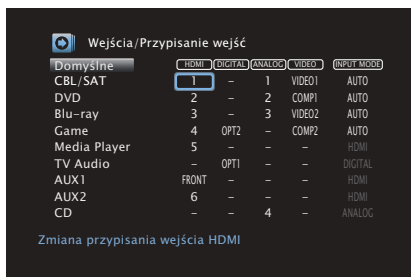 Wejścia/Przypisanie wejść
Domyślne HDMI DIGITAL ANALOG VIDEO INPUT MODE
CBL/SAT 1 – 1 VIDEO1 AUTO
DVD 2 – 2 COMP1 AUTO
Blu-ray 3 – 3 VIDEO2 AUTO
Game 4 OPT2 – COMP2 AUTO
Media Player 5 – – – HDMI
TV Audio – OPT1 – – DIGITAL
AUX1 FRONT – – – HDMI
AUX2 6 – – – HDMI
CD – – 4 – ANALOG
Zmiana przypisania wejścia HDMI